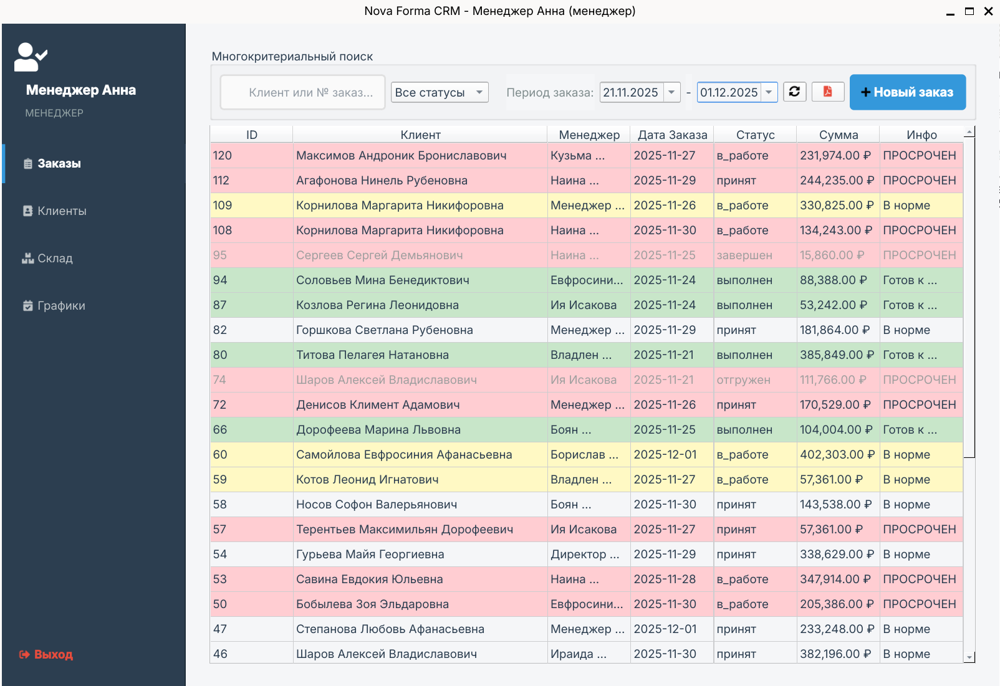 Nova Forma CRM - Менеджер Анна (менеджер)
Менеджер Анна
МЕНЕДЖЕР
Заказы
Клиенты
Склад
Графики
Выход
Многокритериальный поиск
Клиент или № заказ... Все статусы Период заказа: 21.11.2025 - 01.12.2025 Новый заказ
ID Клиент Менеджер Дата Заказа Статус Сумма Инфо
120 Максимов Андроник Брониславович Кузьма ... 2025-11-27 в_работе 231,974.00 ₽ ПРОСРОЧЕН
112 Агафонова Нинель Рубеновна Наина ... 2025-11-29 принят 244,235.00 ₽ ПРОСРОЧЕН
109 Корнилова Маргарита Никифоровна Менеджер ... 2025-11-26 в_работе 330,825.00 ₽ В норме
108 Корнилова Маргарита Никифоровна Наина ... 2025-11-30 в_работе 134,243.00 ₽ ПРОСРОЧЕН
95 Сергеев Сергей Демьянович Наина ... 2025-11-25 завершен 15,860.00 ₽ ПРОСРОЧЕН
94 Соловьев Мина Бенедиктович Евфросини... 2025-11-24 выполнен 88,388.00 ₽ Готов к ...
87 Козлова Регина Леонидовна Ия Исакова 2025-11-24 выполнен 53,242.00 ₽ Готов к ...
82 Горшкова Светлана Рубеновна Менеджер ... 2025-11-29 принят 181,864.00 ₽ В норме
80 Титова Пелагея Натановна Владлен ... 2025-11-21 выполнен 385,849.00 ₽ Готов к ...
74 Шаров Алексей Владиславович Ия Исакова 2025-11-21 отгружен 111,766.00 ₽ ПРОСРОЧЕН
72 Денисов Климент Адамович Менеджер ... 2025-11-26 принят 170,529.00 ₽ ПРОСРОЧЕН
66 Дорофеева Марина Львовна Боян ... 2025-11-25 выполнен 104,004.00 ₽ Готов к ...
60 Самойлова Евфросиния Афанасьевна Борислав ... 2025-12-01 в_работе 402,303.00 ₽ В норме
59 Котов Леонид Игнатович Владлен ... 2025-11-27 в_работе 57,361.00 ₽ В норме
58 Носов Софон Валерьянович Боян ... 2025-11-30 принят 143,538.00 ₽ В норме
57 Терентьев Максимильян Дорофеевич Ия Исакова 2025-11-27 принят 57,361.00 ₽ ПРОСРОЧЕН
54 Гурьева Майя Георгиевна Директор ... 2025-11-29 принят 338,629.00 ₽ В норме
53 Савина Евдокия Юльевна Наина ... 2025-11-28 в_работе 347,914.00 ₽ ПРОСРОЧЕН
50 Бобылева Зоя Эльдаровна Евфросини... 2025-11-30 в_работе 205,386.00 ₽ ПРОСРОЧЕН
47 Степанова Любовь Афанасьевна Менеджер ... 2025-12-01 принят 233,248.00 ₽ В норме
46 Шаров Алексей Владиславович Ираида ... 2025-11-30 принят 382,196.00 ₽ В норме